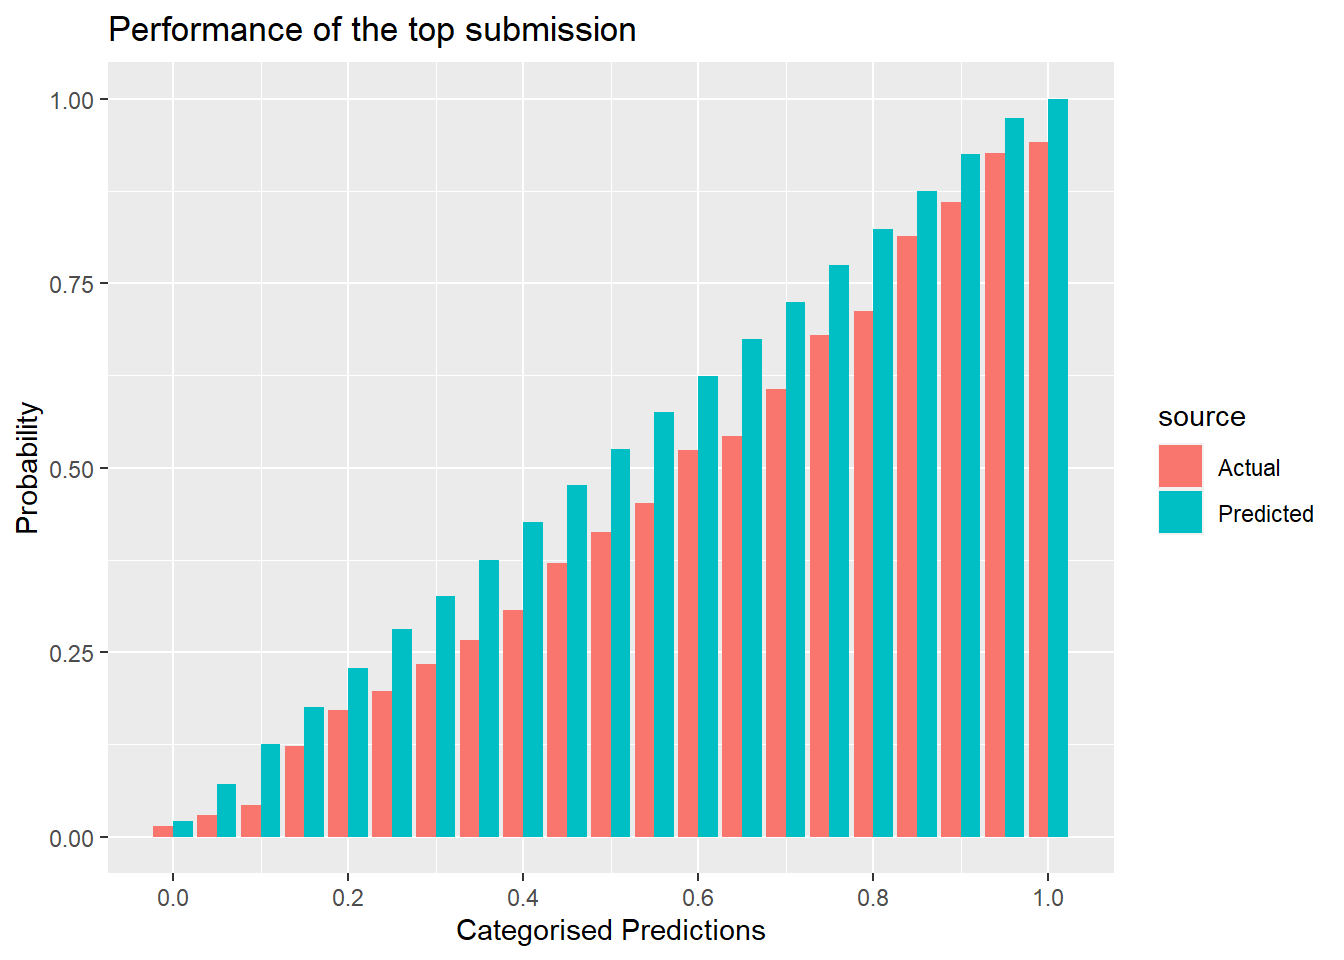 Performance of the top submission
1.00
0.75
0.50
0.25
0.00
Probability
0.0 0.2 0.4 0.6 0.8 1.0
Categorised Predictions
source
Actual
Predicted